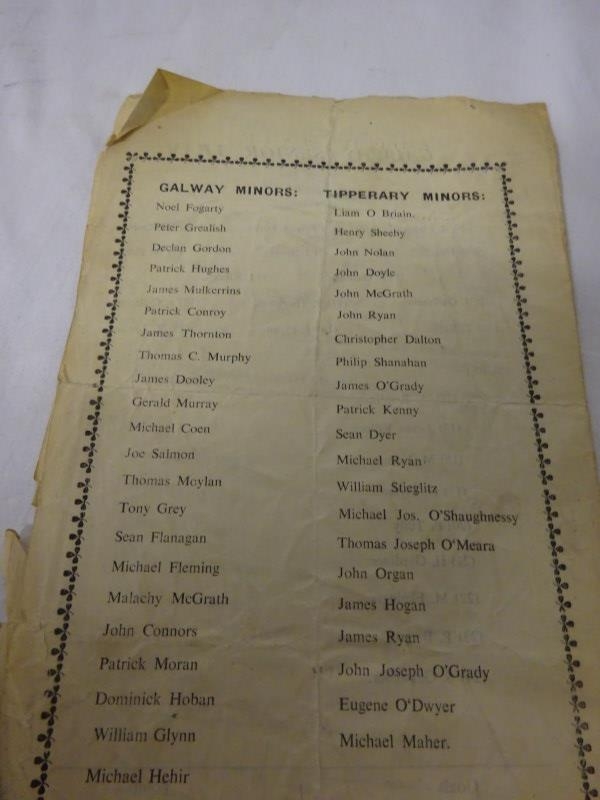 GALWAY MINORS:
Noel Fogarty
Peter Grealish
Declan Gordon
Patrick Hughes
James Mulkerrins
Patrick Conroy
James Thornton
Thomas C. Murphy
James Dooley
Gerald Murray
Michael Coen
Joe Salmon
Thomas Moylan
Tony Grey
Sean Flanagan
Michael Fleming
Malachy McGrath
John Connors
Patrick Moran
Dominick Hoban
William Glynn
Michael Hehir
TIPPERARY MINORS:
Liam O Briain.
Henry Sheehy
John Nolan
John Doyle
John McGrath
John Ryan
Christopher Dalton
Philip Shanahan
James O'Grady
Patrick Kenny
Sean Dyer
Michael Ryan
William Stieglitz
Michael Jos. O'Shaughnessy
Thomas Joseph O'Meara
John Organ
James Hogan
James Ryan
John Joseph O'Grady
Eugene O'Dwyer
Michael Maher.